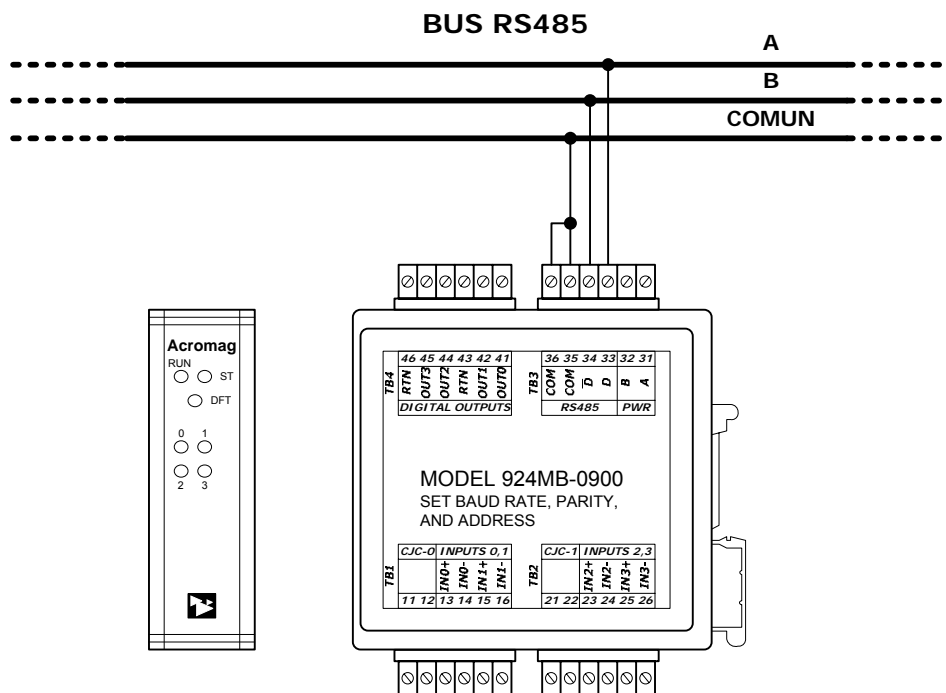 BUS RS485
A
B
COMUN
Acromag
RUN
ST
DFT
0 1
2 3
TB4
46 45 44 43 42 41
RTN OUT3 OUT2 RTN OUT1 OUT0
DIGITAL OUTPUTS
TB3
36 35 34 33 32 31
COM COM D̅ D B A
RS485 PWR
MODEL 924MB-0900
SET BAUD RATE, PARITY,
AND ADDRESS
TB1
CJC-0 INPUTS 0,1
IN0+ IN0- IN1+ IN1-
11 12 13 14 15 16
TB2
CJC-1 INPUTS 2,3
IN2+ IN2- IN3+ IN3-
21 22 23 24 25 26